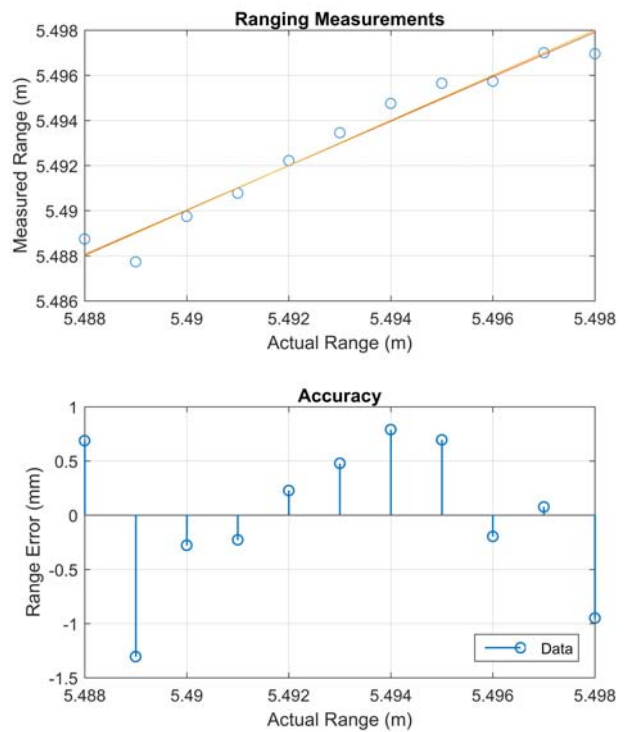 Ranging Measurements
5.498
5.496
5.494
5.492
5.49
5.488
5.486
Measured Range (m)
5.488 5.49 5.492 5.494 5.496 5.498
Actual Range (m)
Accuracy
1
0.5
0
-0.5
-1
-1.5
Range Error (mm)
Data
5.488 5.49 5.492 5.494 5.496 5.498
Actual Range (m)